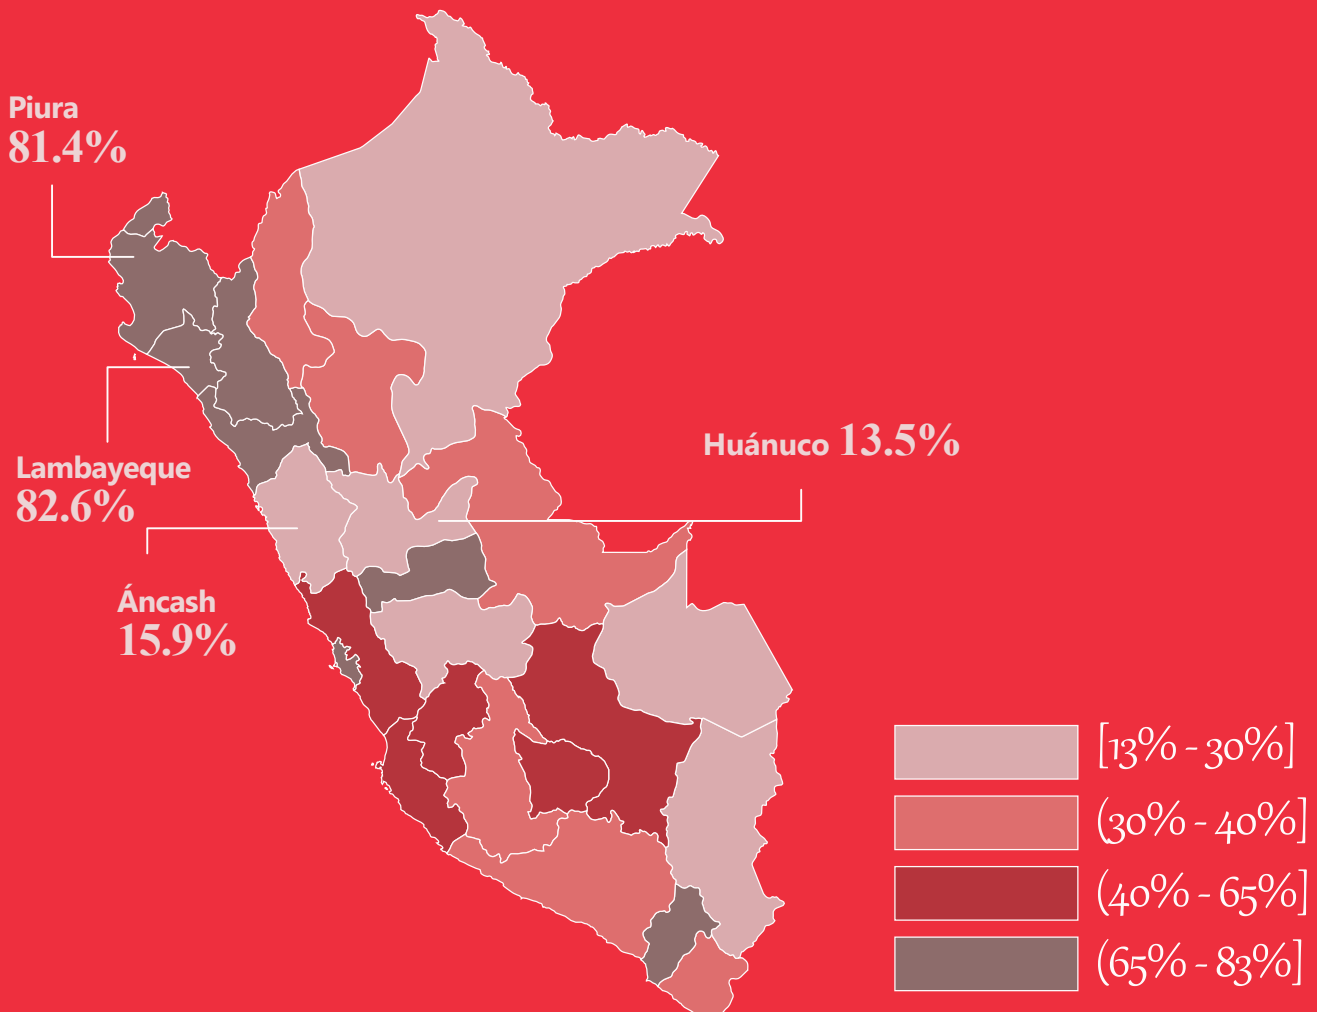 Piura
81.4%
Lambayeque
82.6%
Áncash
15.9%
Huánuco 13.5%
[13% - 30%]
(30% - 40%]
(40% - 65%]
(65% - 83%]